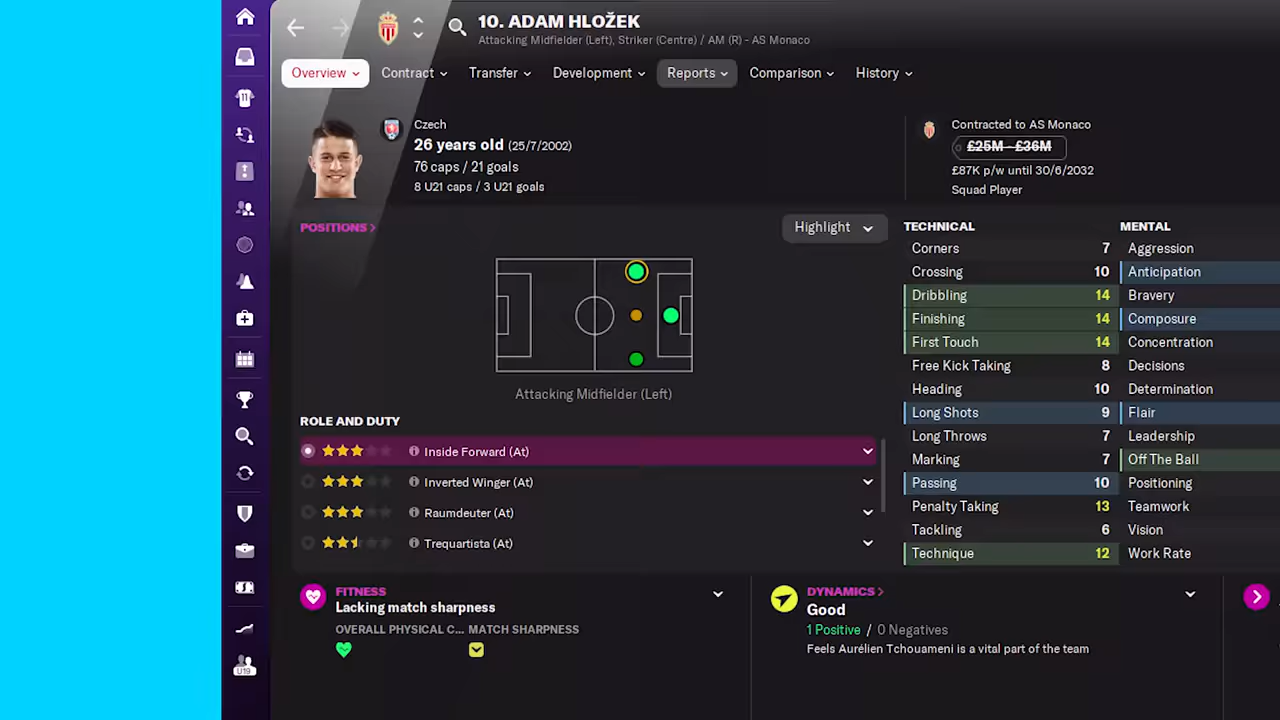 10. ADAM HLOŽEK
Attacking Midfielder (Left), Striker (Centre) / AM (R) - AS Monaco
Overview Contract Transfer Development Reports Comparison History
Czech
26 years old (25/7/2002)
76 caps / 21 goals
8 U21 caps / 3 U21 goals
Contracted to AS Monaco
£25M - £36M
£87K p/w until 30/6/2032
Squad Player
POSITIONS >
Highlight
Attacking Midfielder (Left)
ROLE AND DUTY
Inside Forward (At)
Inverted Winger (At)
Raumdeuter (At)
Trequartista (At)
TECHNICAL
Corners 7
Crossing 10
Dribbling 14
Finishing 14
First Touch 14
Free Kick Taking 8
Heading 10
Long Shots 9
Long Throws 7
Marking 7
Passing 10
Penalty Taking 13
Tackling 6
Technique 12
MENTAL
Aggression
Anticipation
Bravery
Composure
Concentration
Decisions
Determination
Flair
Leadership
Off The Ball
Positioning
Teamwork
Vision
Work Rate
FITNESS
Lacking match sharpness
OVERALL PHYSICAL C... MATCH SHARPNESS
DYNAMICS >
Good
1 Positive / 0 Negatives
Feels Aurélien Tchouameni is a vital part of the team
11
U19